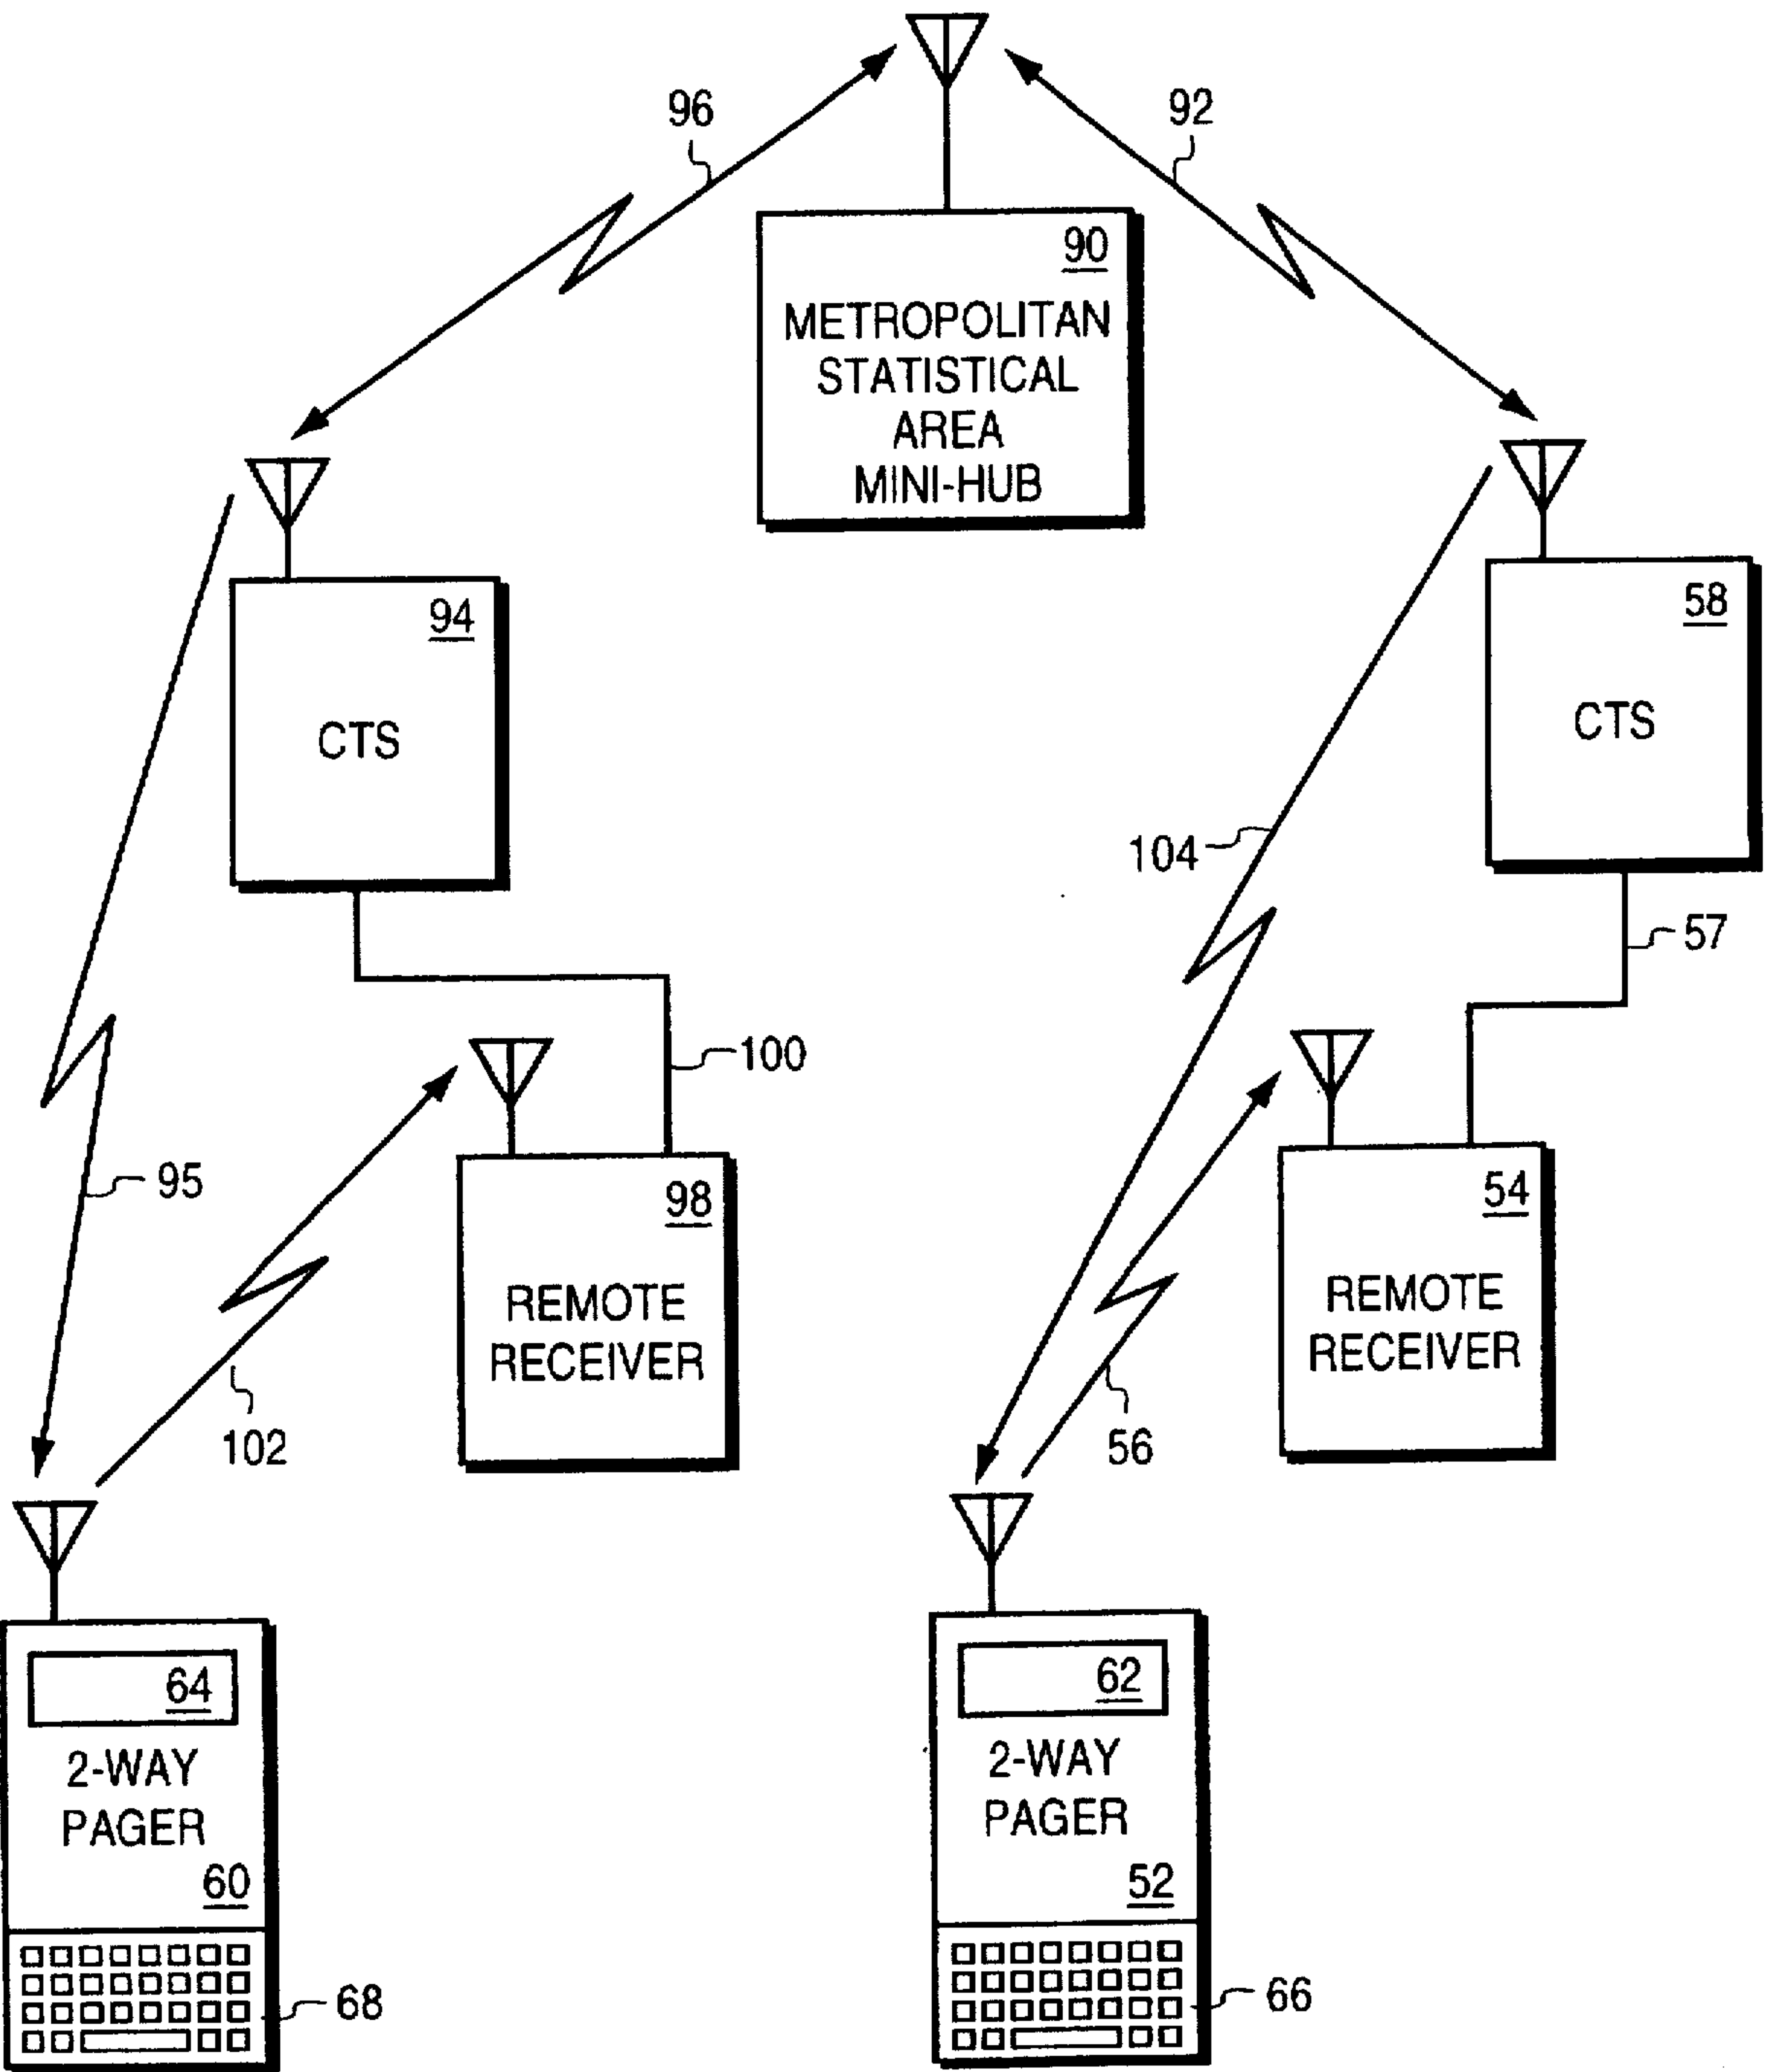 96
92
90
METROPOLITAN
STATISTICAL
AREA
MINI-HUB
94
CTS
58
CTS
104
57
100
95
98
REMOTE
RECEIVER
54
REMOTE
RECEIVER
102
56
64
2-WAY
PAGER
60
68
62
2-WAY
PAGER
52
66